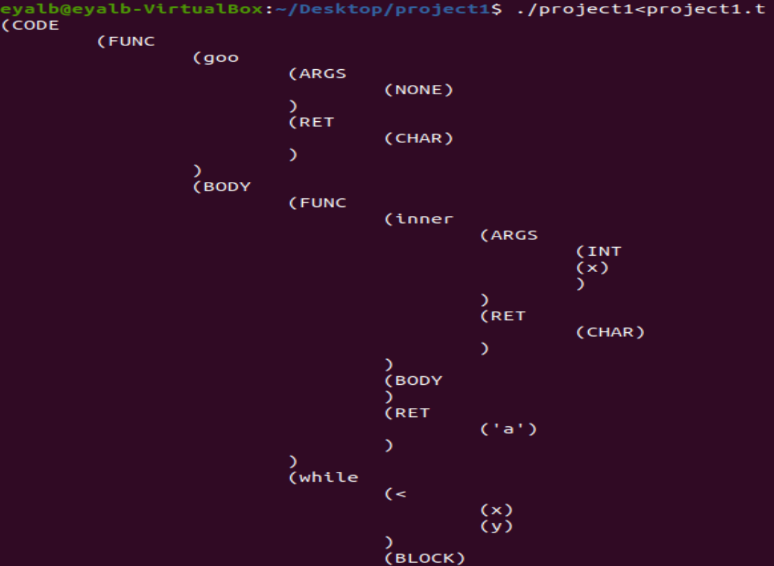 eyalb@eyalb-VirtualBox:~/Desktop/project1$ ./project1<project1.t
(CODE
(FUNC
(goo
(ARGS
(NONE)
)
(RET
(CHAR)
)
)
(BODY
(FUNC
(inner
(ARGS
(INT
(x)
)
)
(RET
(CHAR)
)
)
(BODY
)
(RET
('a')
)
)
(while
(<
(x)
(y)
)
(BLOCK)